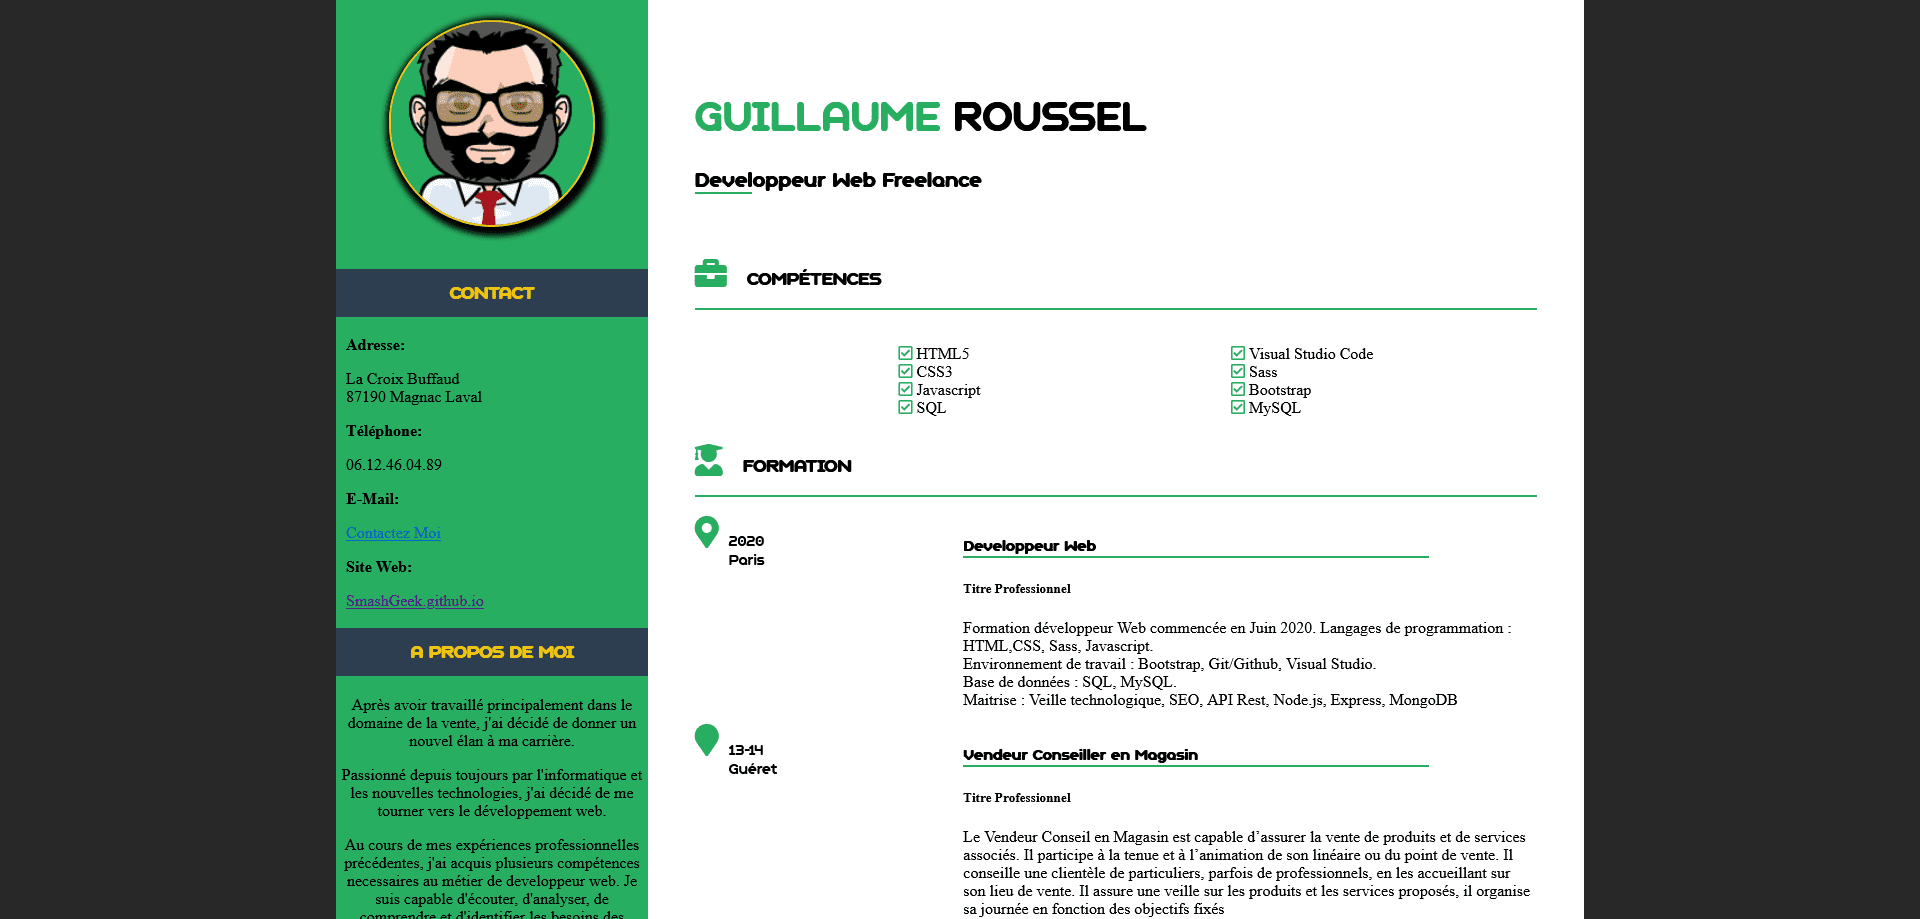 CONTACT
Adresse:
La Croix Buffaud
87190 Magnac Laval
Téléphone:
06.12.46.04.89
E-Mail:
Contactez Moi
Site Web:
SmashGeek.github.io
A PROPOS DE MOI
Après avoir travaillé principalement dans le
domaine de la vente, j'ai décidé de donner un
nouvel élan à ma carrière.
Passionné depuis toujours par l'informatique et
les nouvelles technologies, j'ai décidé de me
tourner vers le développement web.
Au cours de mes expériences professionnelles
précédentes, j'ai acquis plusieurs compétences
necessaires au métier de developpeur web. Je
suis capable d'écouter, d'analyser, de
comprendre et d'identifier les besoins des
GUILLAUME ROUSSEL
Developpeur Web Freelance
COMPÉTENCES
HTML5
CSS3
Javascript
SQL
Visual Studio Code
Sass
Bootstrap
MySQL
FORMATION
2020
Paris
Developpeur Web
Titre Professionnel
Formation développeur Web commencée en Juin 2020. Langages de programmation :
HTML,CSS, Sass, Javascript.
Environnement de travail : Bootstrap, Git/Github, Visual Studio.
Base de données : SQL, MySQL.
Maitrise : Veille technologique, SEO, API Rest, Node.js, Express, MongoDB
13-14
Guéret
Vendeur Conseiller en Magasin
Titre Professionnel
Le Vendeur Conseil en Magasin est capable d’assurer la vente de produits et de services
associés. Il participe à la tenue et à l’animation de son linéaire ou du point de vente. Il
conseille une clientèle de particuliers, parfois de professionnels, en les accueillant sur
son lieu de vente. Il assure une veille sur les produits et les services proposés, il organise
sa journée en fonction des objectifs fixés